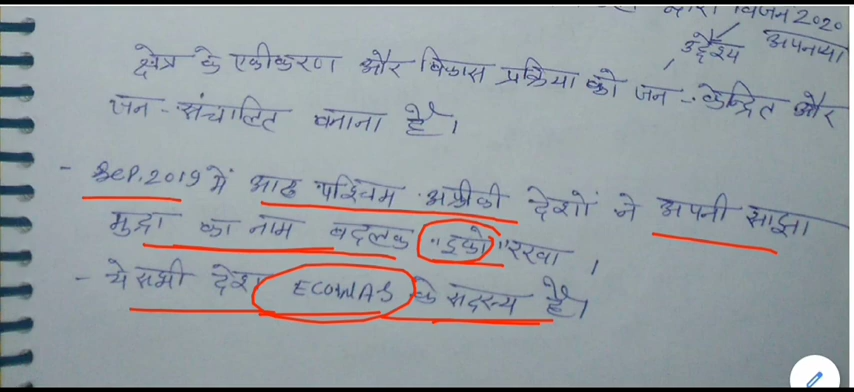 द्वारा विजन 2020
उद्देश्य अपनाया
क्षेत्र के एकीकरण और विकास प्रक्रिया को जन - केन्द्रित और
जन - संचालित बनाना है।
- Sep. 2019 में आठ पश्चिम अफ्रीकी देशों ने अपनी साझा
मुद्रा का नाम बदलक "इको" रखा ।
- ये सभी देश ECOWAS के सदस्य है।